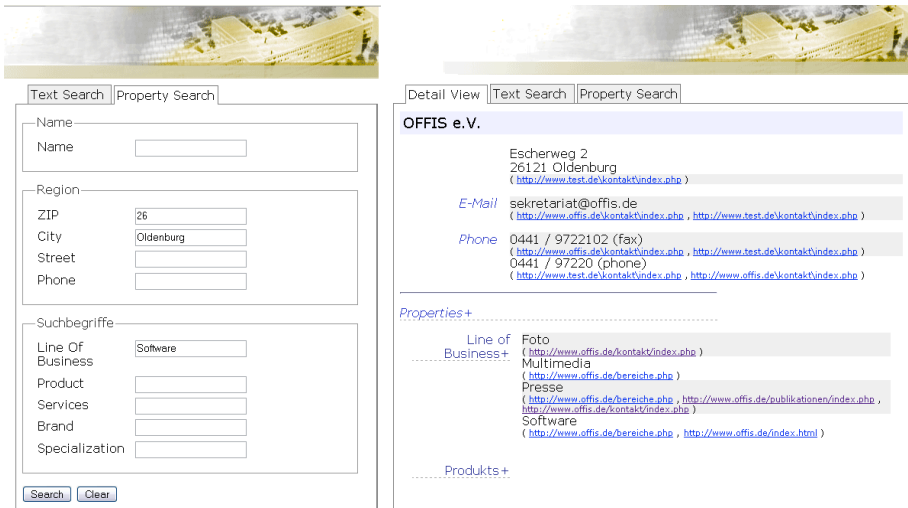 Text Search Property Search
Name
Name
Region
ZIP 26
City Oldenburg
Street
Phone
Suchbegriffe
Line Of
Business Software
Product
Services
Brand
Specialization
Search Clear
Detail View Text Search Property Search
OFFIS e.V.
Escherweg 2
26121 Oldenburg
( http://www.test.de\kontakt\index.php )
E-Mail sekretariat@offis.de
( http://www.offis.de\kontakt\index.php , http://www.test.de\kontakt\index.php )
Phone 0441 / 9722102 (fax)
( http://www.offis.de\kontakt\index.php , http://www.test.de\kontakt\index.php )
0441 / 97220 (phone)
( http://www.test.de\kontakt\index.php , http://www.offis.de\kontakt\index.php )
Properties+
Line of Foto
Business+ ( http://www.offis.de/kontakt/index.php )
Multimedia
( http://www.offis.de/bereiche.php )
Presse
( http://www.offis.de/bereiche.php , http://www.offis.de/publikationen/index.php ,
http://www.offis.de/kontakt/index.php )
Software
( http://www.offis.de/bereiche.php , http://www.offis.de/index.html )
Produkts+